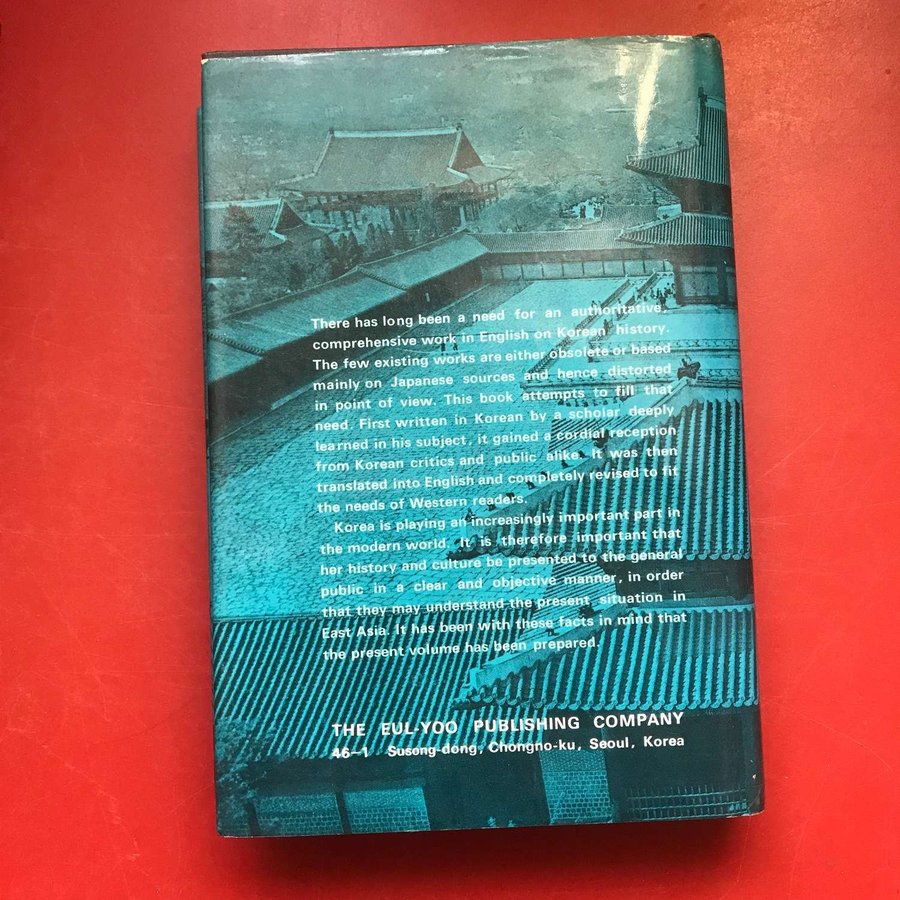 There has long been a need for an authoritative,
comprehensive work in English on Korean history.
The few existing works are either obsolete or based
mainly on Japanese sources and hence distorted
in point of view. This book attempts to fill that
need. First written in Korean by a scholar deeply
learned in his subject, it gained a cordial reception
from Korean critics and public alike. It was then
translated into English and completely revised to fit
the needs of Western readers.
Korea is playing an increasingly important part in
the modern world. It is therefore important that
her history and culture be presented to the general
public in a clear and objective manner, in order
that they may understand the present situation in
East Asia. It has been with these facts in mind that
the present volume has been prepared.
THE EUL-YOO PUBLISHING COMPANY
46-1 Susong-dong, Chongno-ku, Seoul, Korea